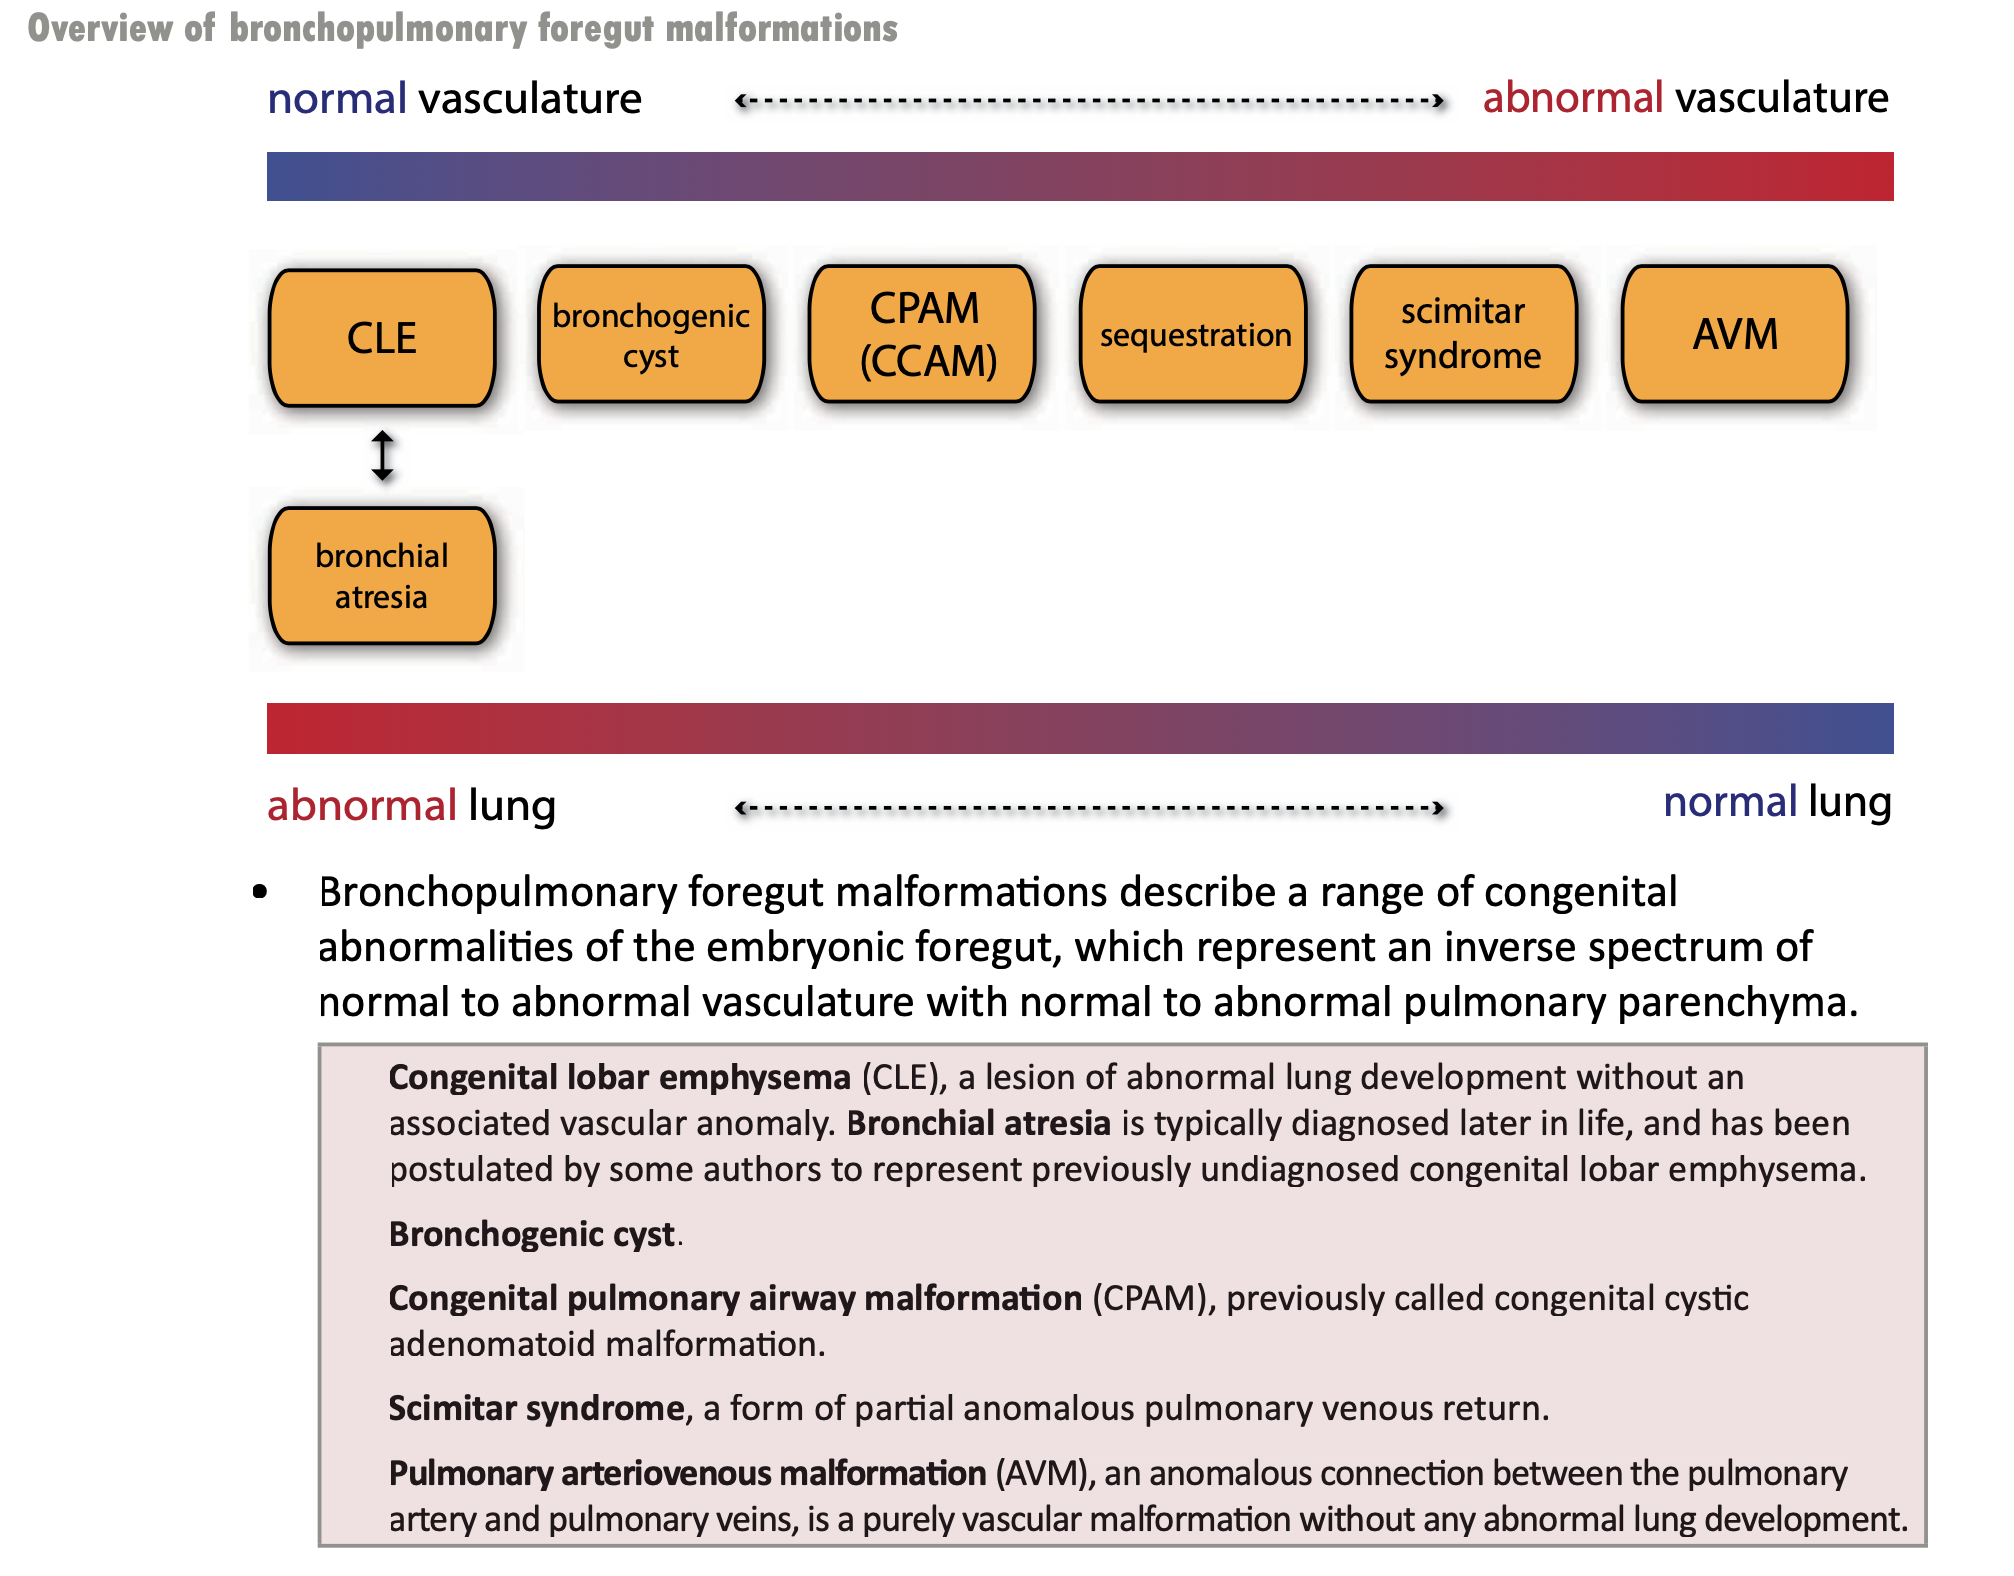 Overview of bronchopulmonary foregut malformations
normal vasculature
abnormal vasculature
CLE
bronchogenic
cyst
CPAM
(CCAM)
sequestration
scimitar
syndrome
AVM
bronchial
atresia
abnormal lung
normal lung
• Bronchopulmonary foregut malformations describe a range of congenital
abnormalities of the embryonic foregut, which represent an inverse spectrum of
normal to abnormal vasculature with normal to abnormal pulmonary parenchyma.
Congenital lobar emphysema (CLE), a lesion of abnormal lung development without an
associated vascular anomaly. Bronchial atresia is typically diagnosed later in life, and has been
postulated by some authors to represent previously undiagnosed congenital lobar emphysema.
Bronchogenic cyst.
Congenital pulmonary airway malformation (CPAM), previously called congenital cystic
adenomatoid malformation.
Scimitar syndrome, a form of partial anomalous pulmonary venous return.
Pulmonary arteriovenous malformation (AVM), an anomalous connection between the pulmonary
artery and pulmonary veins, is a purely vascular malformation without any abnormal lung development.